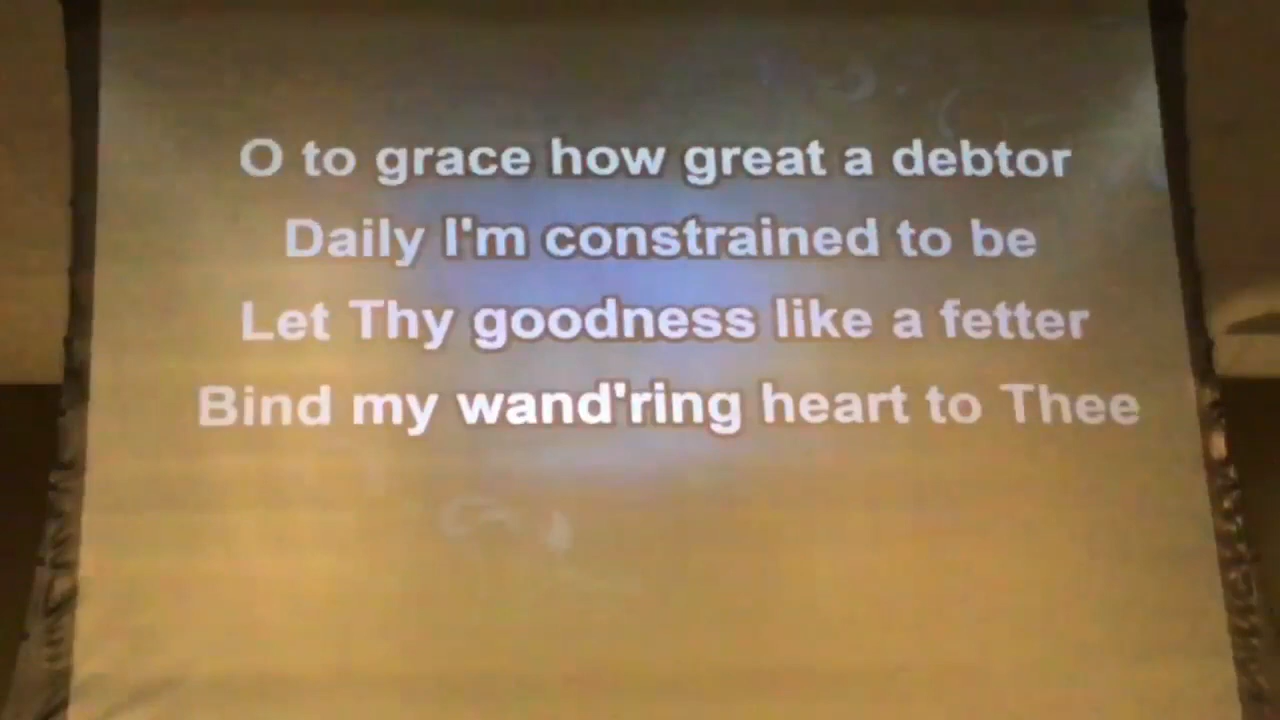 O to grace how great a debtor
Daily I'm constrained to be
Let Thy goodness like a fetter
Bind my wand'ring heart to Thee